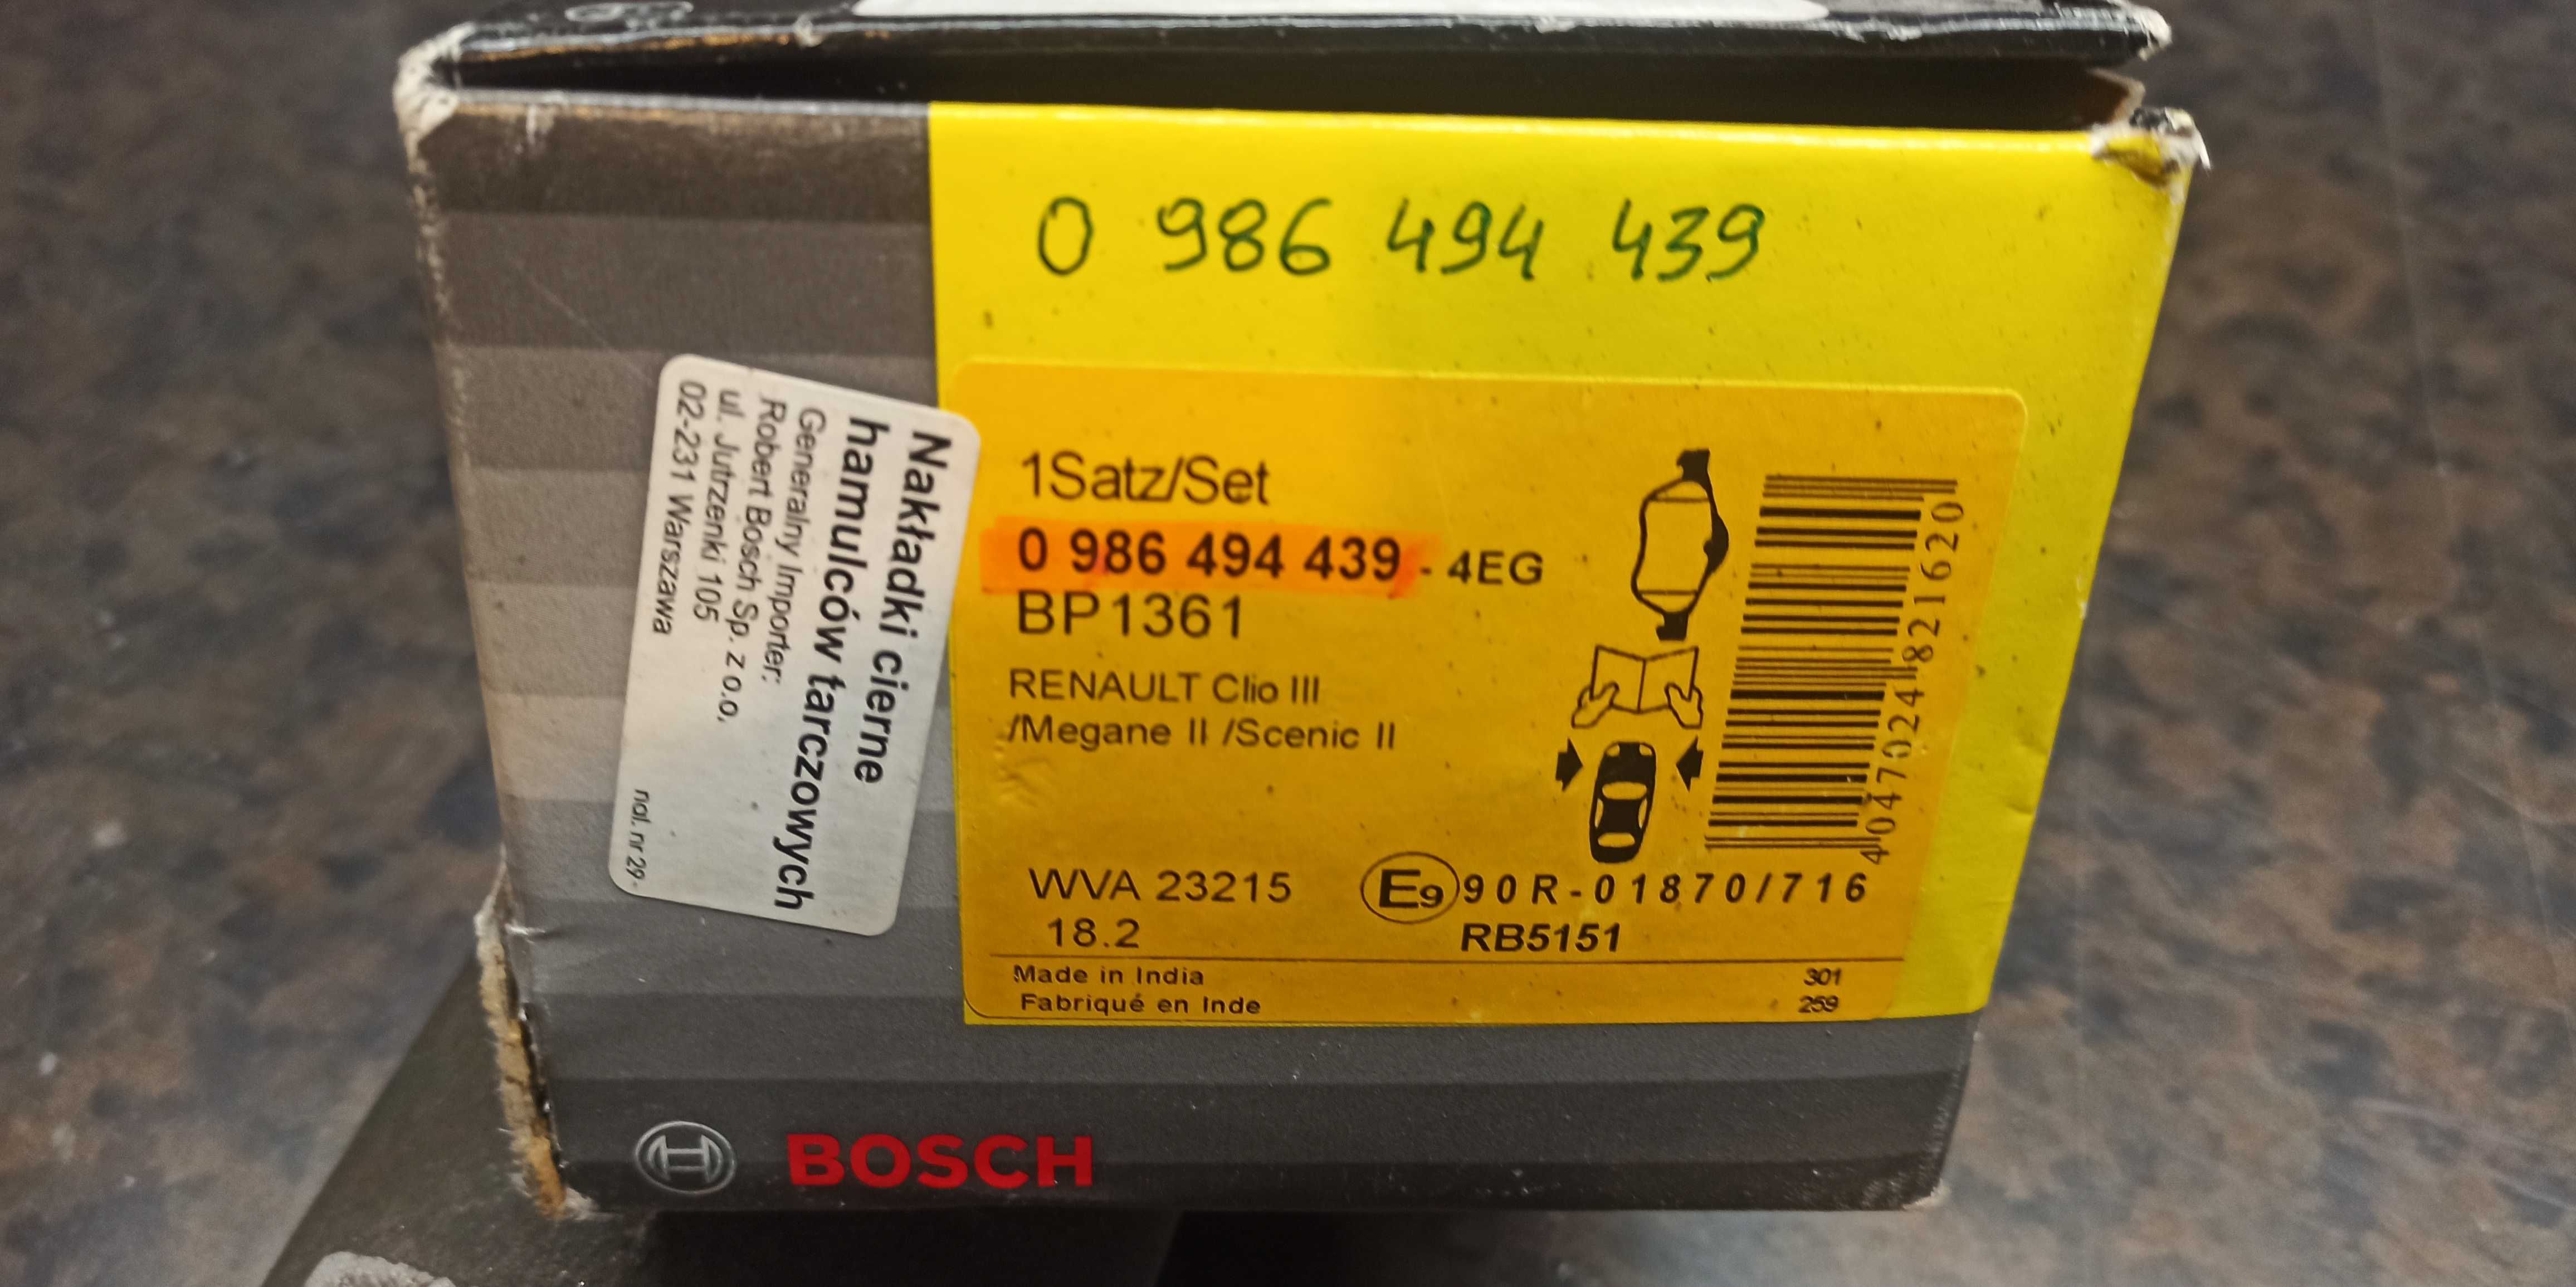 0 986 494 439
1Satz/Set
0 986 494 439 - 4EG
BP1361
RENAULT Clio III
/Megane II /Scenic II
WVA 23215
18.2
E9 90R-01870/716
RB5151
Made in India
Fabriqué en Inde
301
259
4047024821620
Nakładki cierne
hamulców tarczowych
Generalny Importer:
Robert Bosch Sp. z o.o.
ul. Jutrzenki 105
02-231 Warszawa
nal. nr 29-
BOSCH